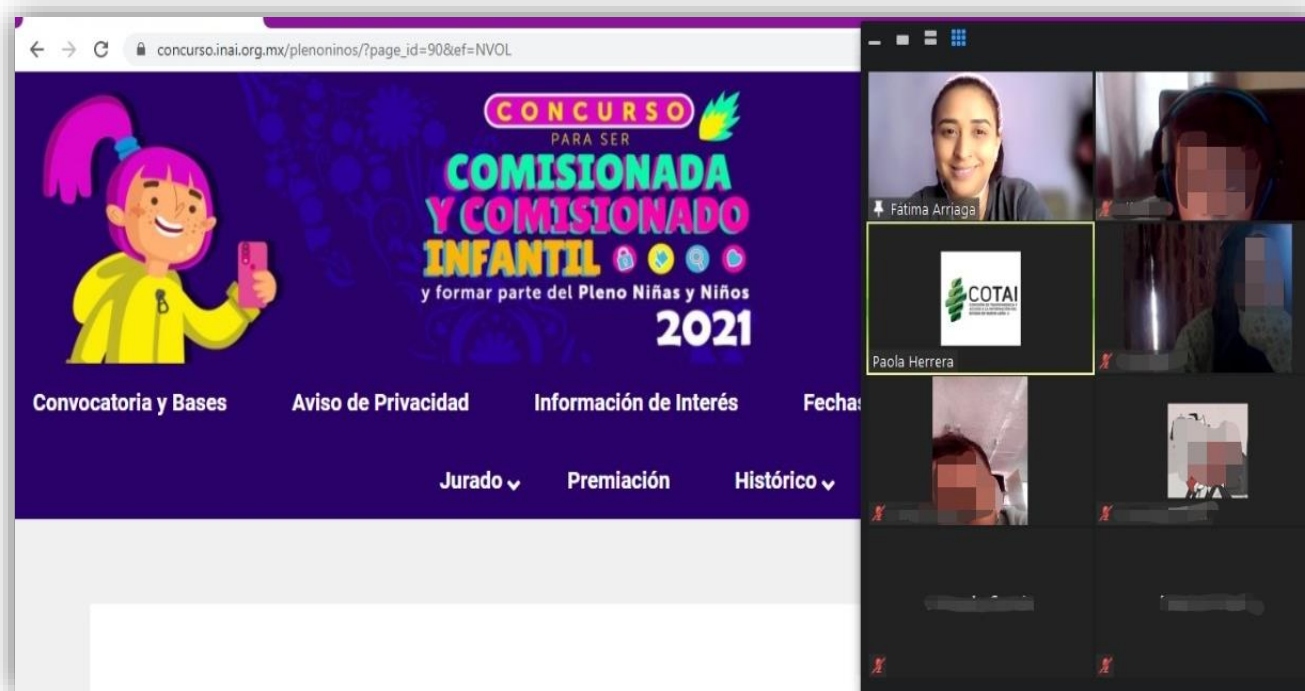 concurso.inai.org.mx/plenoninos/?page_id=90&ef=NVOL
CONCURSO
PARA SER
COMISIONADA
Y COMISIONADO
INFANTIL
y formar parte del Pleno Niñas y Niños
2021
Convocatoria y Bases Aviso de Privacidad Información de Interés Fechas
Jurado Premiación Histórico
Fátima Arriaga
COTAI
Paola Herrera